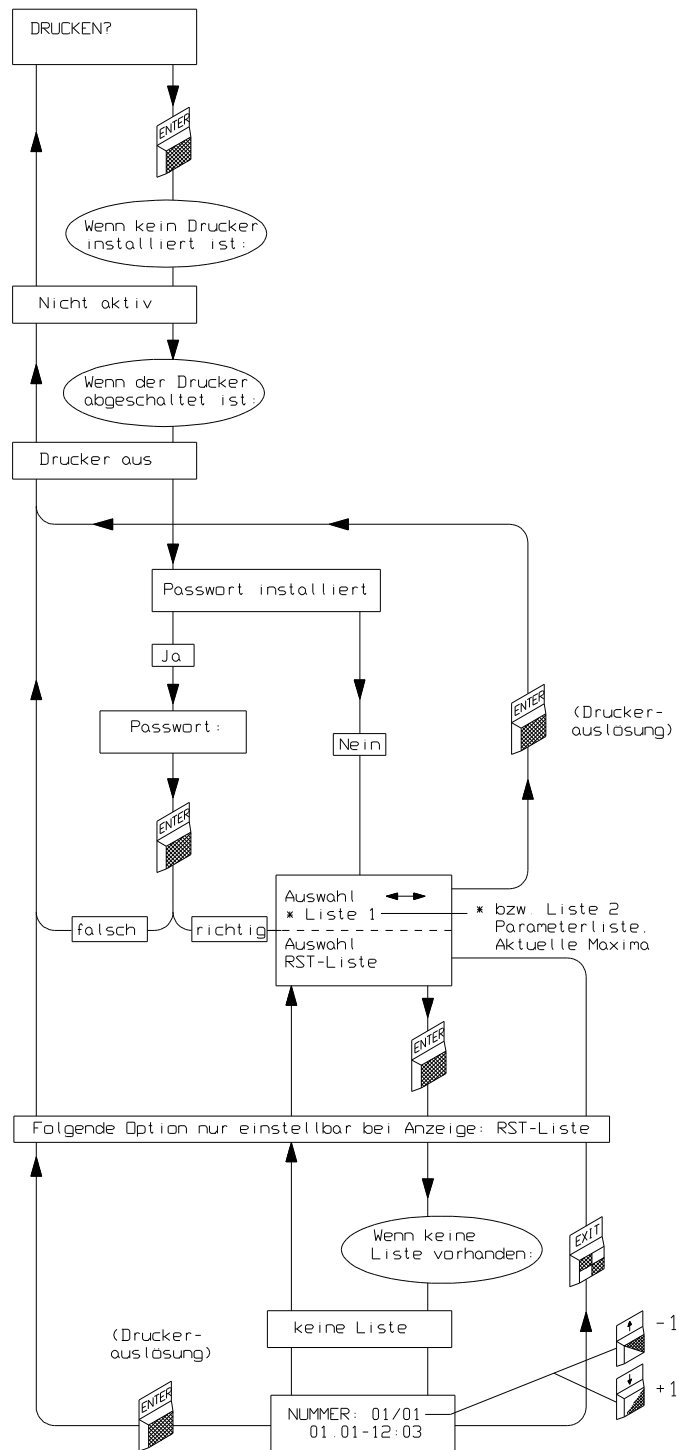 DRUCKEN?
ENTER
Wenn kein Drucker
installiert ist:
Nicht aktiv
Wenn der Drucker
abgeschaltet ist:
Drucker aus
Passwort installiert
Ja
Passwort:
Nein
ENTER
(Drucker-
auslösung)
ENTER
falsch
richtig
Auswahl
* Liste 1
Auswahl
RST-Liste
* bzw. Liste 2
Parameterliste.
Aktuelle Maxima
ENTER
Folgende Option nur einstellbar bei Anzeige: RST-Liste
Wenn keine
Liste vorhanden:
EXIT
keine Liste
(Drucker-
auslösung)
ENTER
NUMMER: 01/01
01.01-12:03
-1
+1